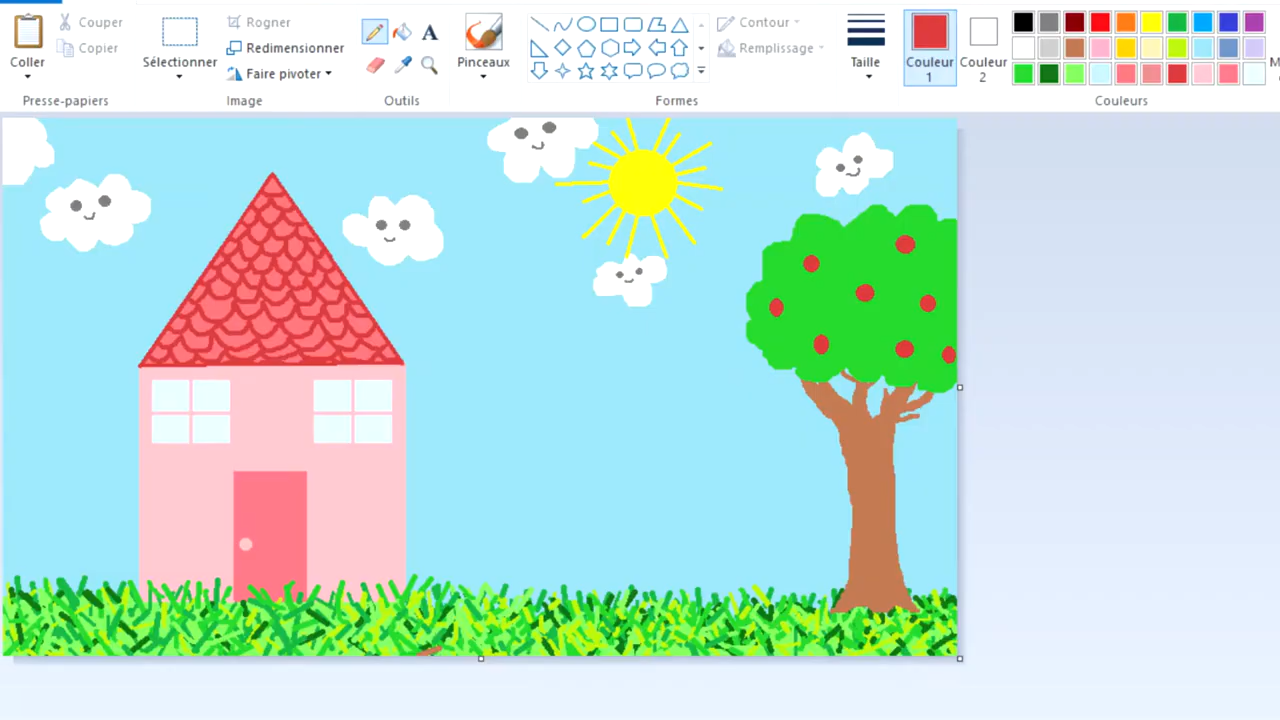 Coller
Couper
Copier
Presse-papiers
Sélectionner
Rogner
Redimensionner
Faire pivoter
Image
A
Outils
Pinceaux
Formes
Contour
Remplissage
Taille
Couleur
1
Couleur
2
Couleurs